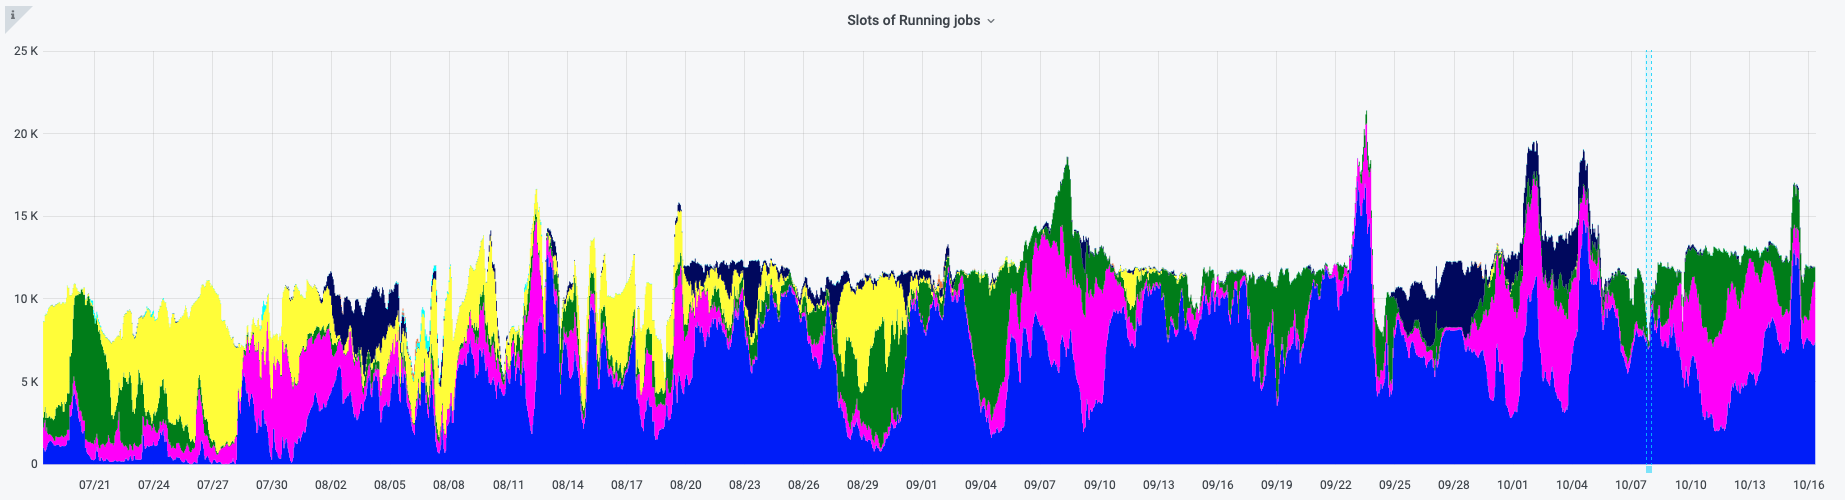 i
Slots of Running jobs
25 K
20 K
15 K
10 K
5 K
0
07/21 07/24 07/27 07/30 08/02 08/05 08/08 08/11 08/14 08/17 08/20 08/23 08/26 08/29 09/01 09/04 09/07 09/10 09/13 09/16 09/19 09/22 09/25 09/28 10/01 10/04 10/07 10/10 10/13 10/16